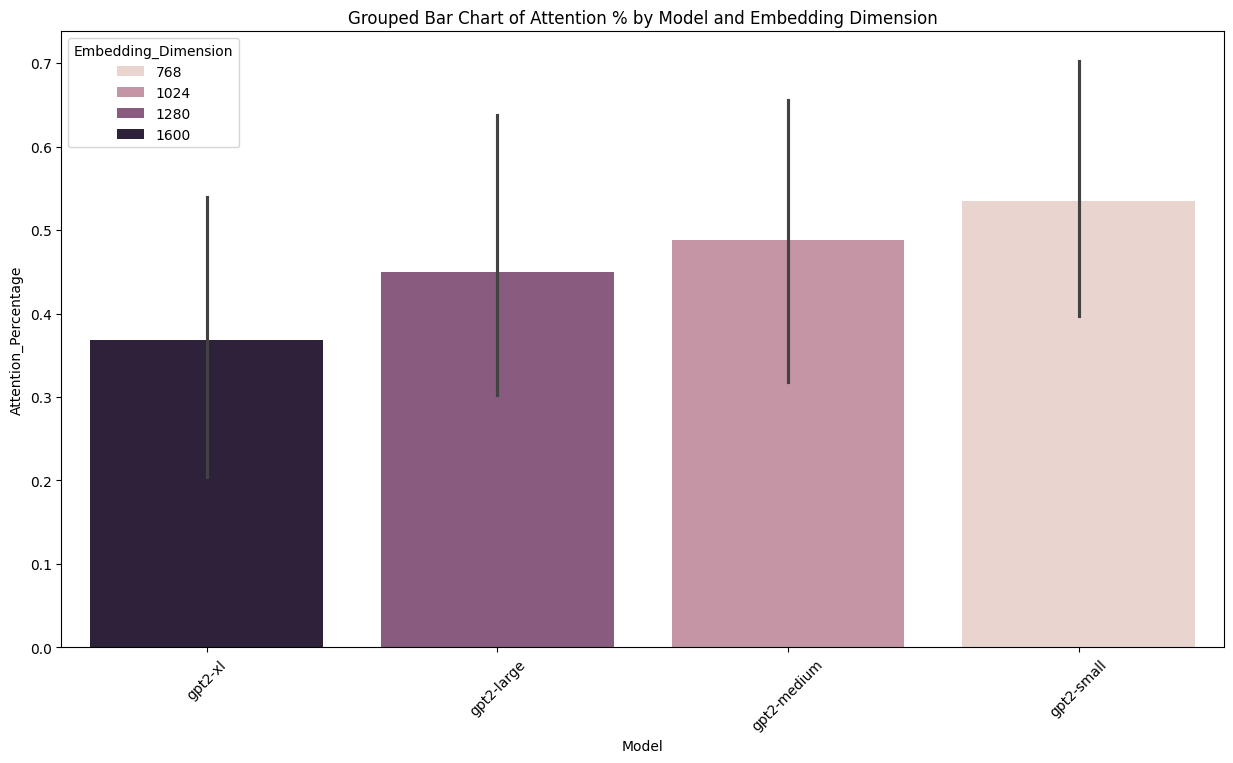 Grouped Bar Chart of Attention % by Model and Embedding Dimension
Embedding_Dimension
768
1024
1280
1600
Attention_Percentage
0.7
0.6
0.5
0.4
0.3
0.2
0.1
0.0
gpt2-xl
gpt2-large
gpt2-medium
gpt2-small
Model